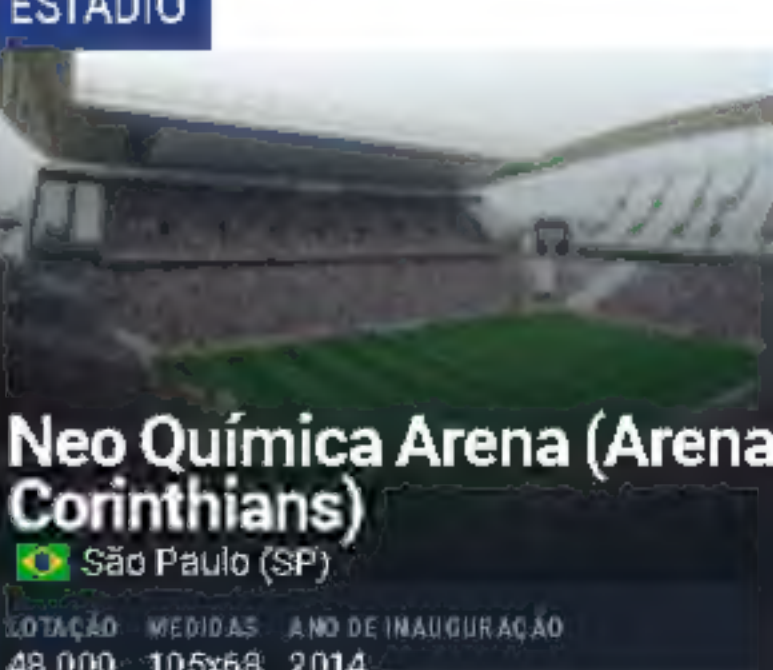 ESTÁDIO
Neo Química Arena (Arena
Corinthians)
São Paulo (SP)
LOTAÇÃO MEDIDAS ANO DE INAUGURAÇÃO
48.000 105x68 2014